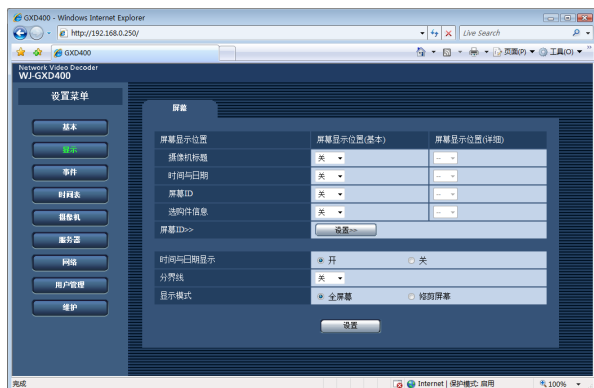 GXD400 - Windows Internet Explorer
http://192.168.0.250/
Live Search
GXD400
页面(P)
工具(O)
Network Video Decoder
WJ-GXD400
设置菜单
屏幕
基本
显示
事件
时间表
摄像机
服务器
网络
用户管理
维护
屏幕显示位置 屏幕显示位置(基本) 屏幕显示位置(详细)
摄像机标题 关 --
时间与日期 关 --
屏幕ID 关 --
选购件信息 关 --
屏幕ID>> 设置>>
时间与日期显示 开 关
分界线 关
显示模式 全屏幕 修剪屏幕
设置
完成 Internet | 保护模式: 启用 100%